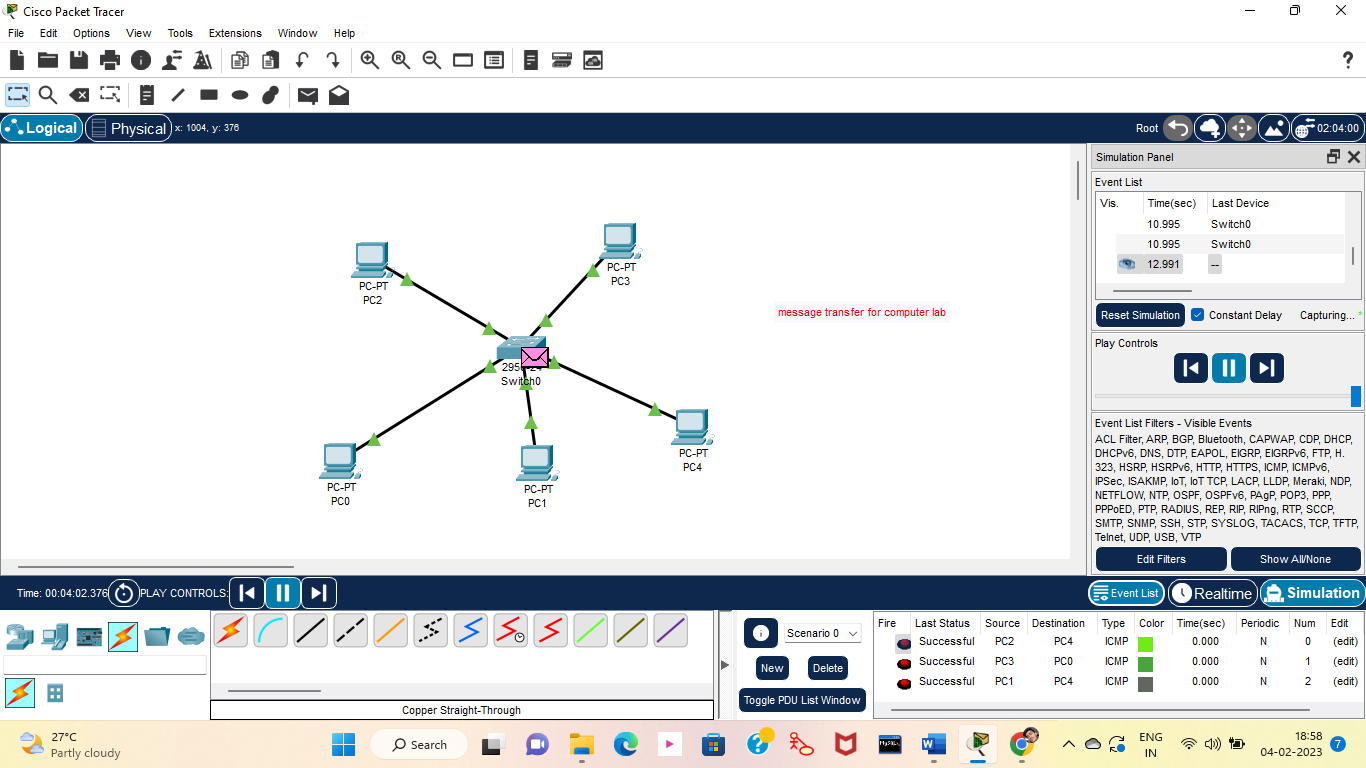 Cisco Packet Tracer
File Edit Options View Tools Extensions Window Help
Logical Physical x: 1004, y: 376 Root 02:04:00
Simulation Panel
Event List
Vis. Time(sec) Last Device
10.995 Switch0
10.995 Switch0
12.991 --
Reset Simulation Constant Delay Capturing... *
Play Controls
Event List Filters - Visible Events
ACL Filter, ARP, BGP, Bluetooth, CAPWAP, CDP, DHCP,
DHCPv6, DNS, DTP, EAPOL, EIGRP, EIGRPv6, FTP, H.
323, HSRP, HSRPv6, HTTP, HTTPS, ICMP, ICMPv6,
IPSec, ISAKMP, IoT, IoT TCP, LACP, LLDP, Meraki, NDP,
NETFLOW, NTP, OSPF, OSPFv6, PAgP, POP3, PPP,
PPPoED, PTP, RADIUS, REP, RIP, RIPng, RTP, SCCP,
SMTP, SNMP, SSH, STP, SYSLOG, TACACS, TCP, TFTP,
Telnet, UDP, USB, VTP
Edit Filters Show All/None
PC-PT
PC2
PC-PT
PC3
message transfer for computer lab
Switch0
PC-PT
PC4
PC-PT
PC0
PC-PT
PC1
Time: 00:04:02.376 PLAY CONTROLS: Event List Realtime Simulation
Scenario 0
New Delete
Toggle PDU List Window
Fire Last Status Source Destination Type Color Time(sec) Periodic Num Edit
Successful PC2 PC4 ICMP 0.000 N 0 (edit)
Successful PC3 PC0 ICMP 0.000 N 1 (edit)
Successful PC1 PC4 ICMP 0.000 N 2 (edit)
Copper Straight-Through
27°C
Partly cloudy
Search
MySQL
ENG
IN
18:58
04-02-2023
7